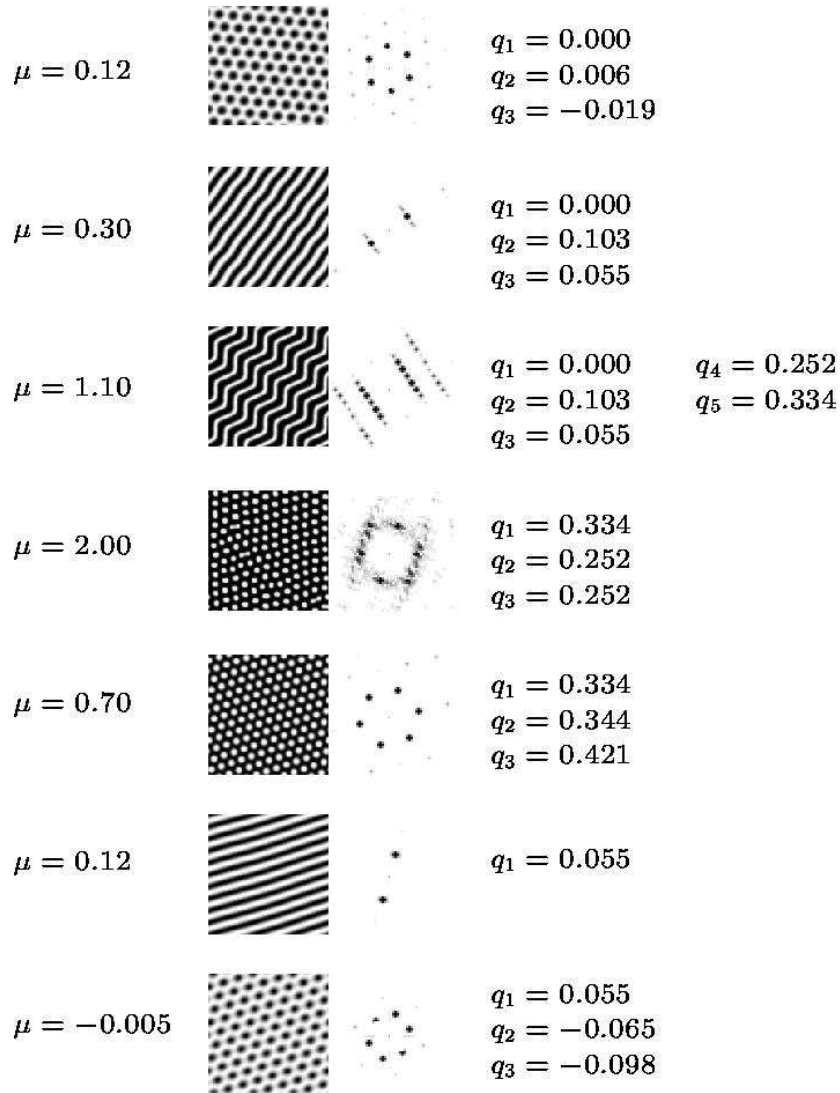 q₁ = 0.000
μ = 0.12 q₂ = 0.006
q₃ = −0.019
q₁ = 0.000
μ = 0.30 q₂ = 0.103
q₃ = 0.055
q₁ = 0.000 q₄ = 0.252
μ = 1.10 q₂ = 0.103 q₅ = 0.334
q₃ = 0.055
q₁ = 0.334
μ = 2.00 q₂ = 0.252
q₃ = 0.252
q₁ = 0.334
μ = 0.70 q₂ = 0.344
q₃ = 0.421
μ = 0.12 q₁ = 0.055
q₁ = 0.055
μ = −0.005 q₂ = −0.065
q₃ = −0.098